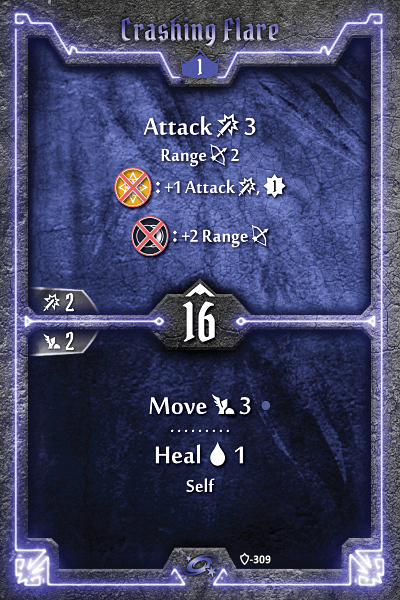 Crashing Flare
1
Attack 3
Range 2
: +1 Attack , 1
: +2 Range
2
16
2
Move 3
Heal 1
Self
-309